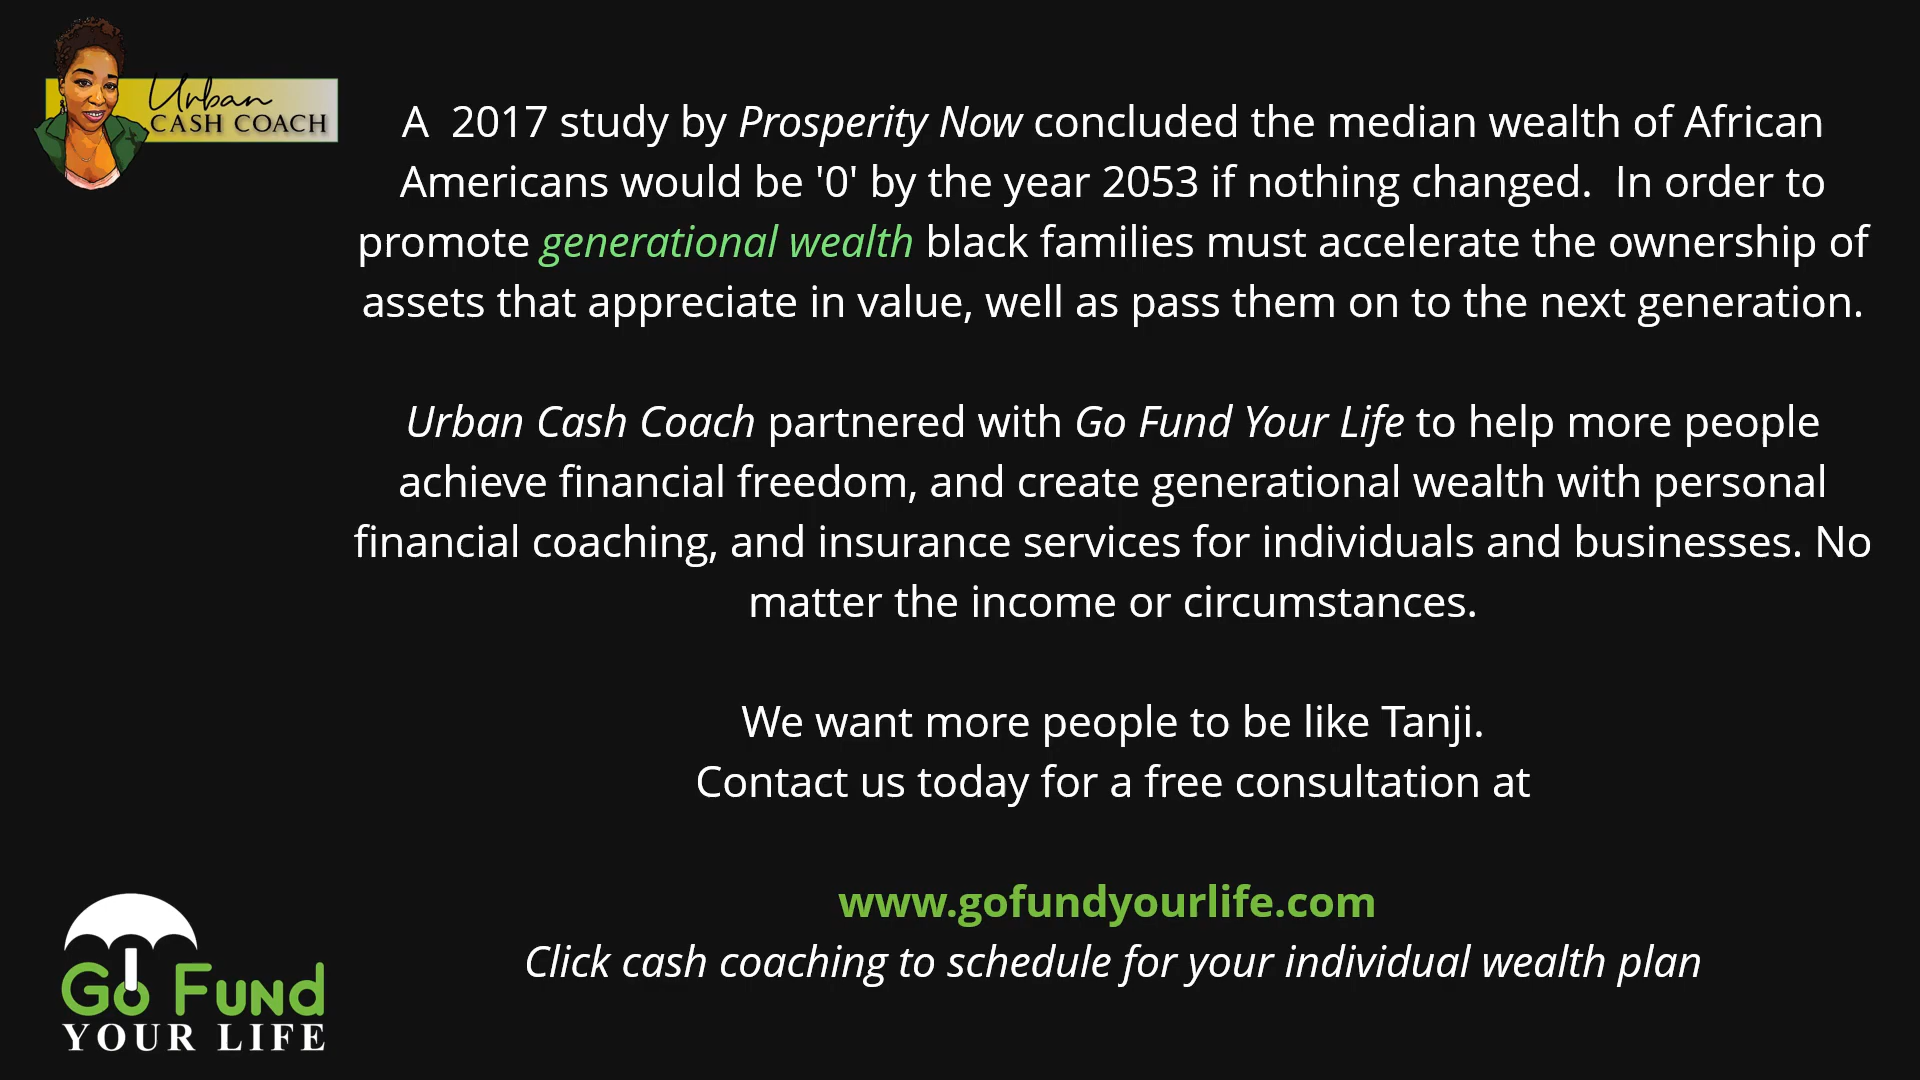 Urban
CASH COACH
A  2017 study by Prosperity Now concluded the median wealth of African
Americans would be '0' by the year 2053 if nothing changed.  In order to
promote generational wealth black families must accelerate the ownership of
assets that appreciate in value, well as pass them on to the next generation.
Urban Cash Coach partnered with Go Fund Your Life to help more people
achieve financial freedom, and create generational wealth with personal
financial coaching, and insurance services for individuals and businesses. No
matter the income or circumstances.
We want more people to be like Tanji.
Contact us today for a free consultation at
www.gofundyourlife.com
Click cash coaching to schedule for your individual wealth plan
Go Fund
YOUR LIFE